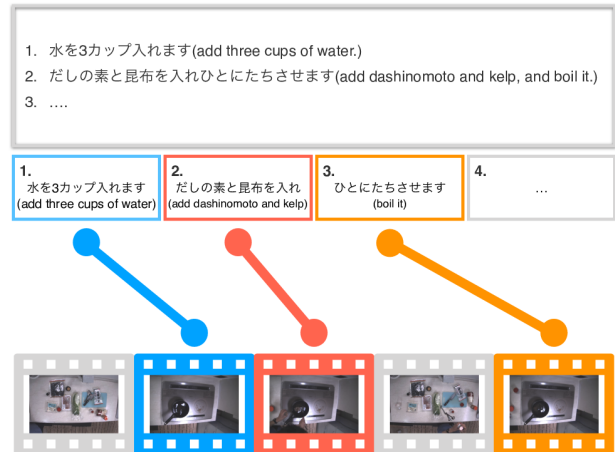 1. 水を3カップ入れます(add three cups of water.)
2. だしの素と昆布を入れひとにたちさせます(add dashinomoto and kelp, and boil it.)
3. ….
1.
水を3カップ入れます
(add three cups of water)
2.
だしの素と昆布を入れ
(add dashinomoto and kelp)
3.
ひとにたちさせます
(boil it)
4.
…